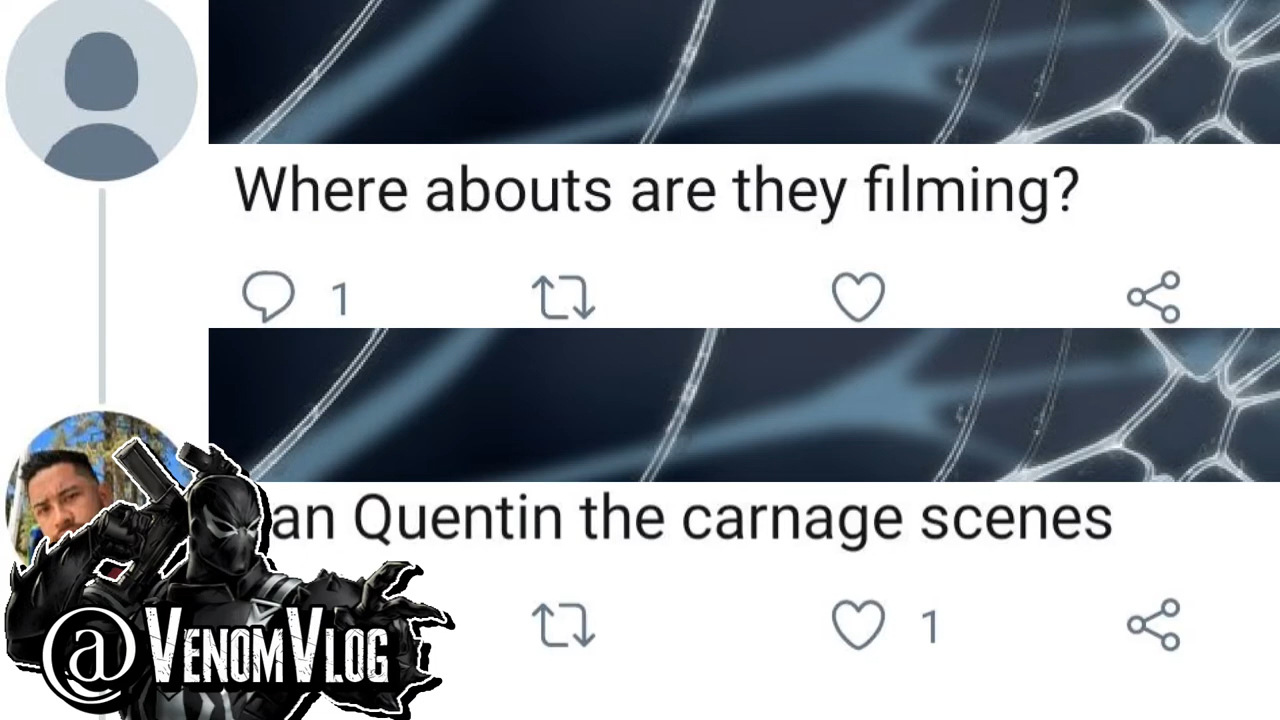 Where abouts are they filming?
1
an Quentin the carnage scenes
1
@VENOMVLOG